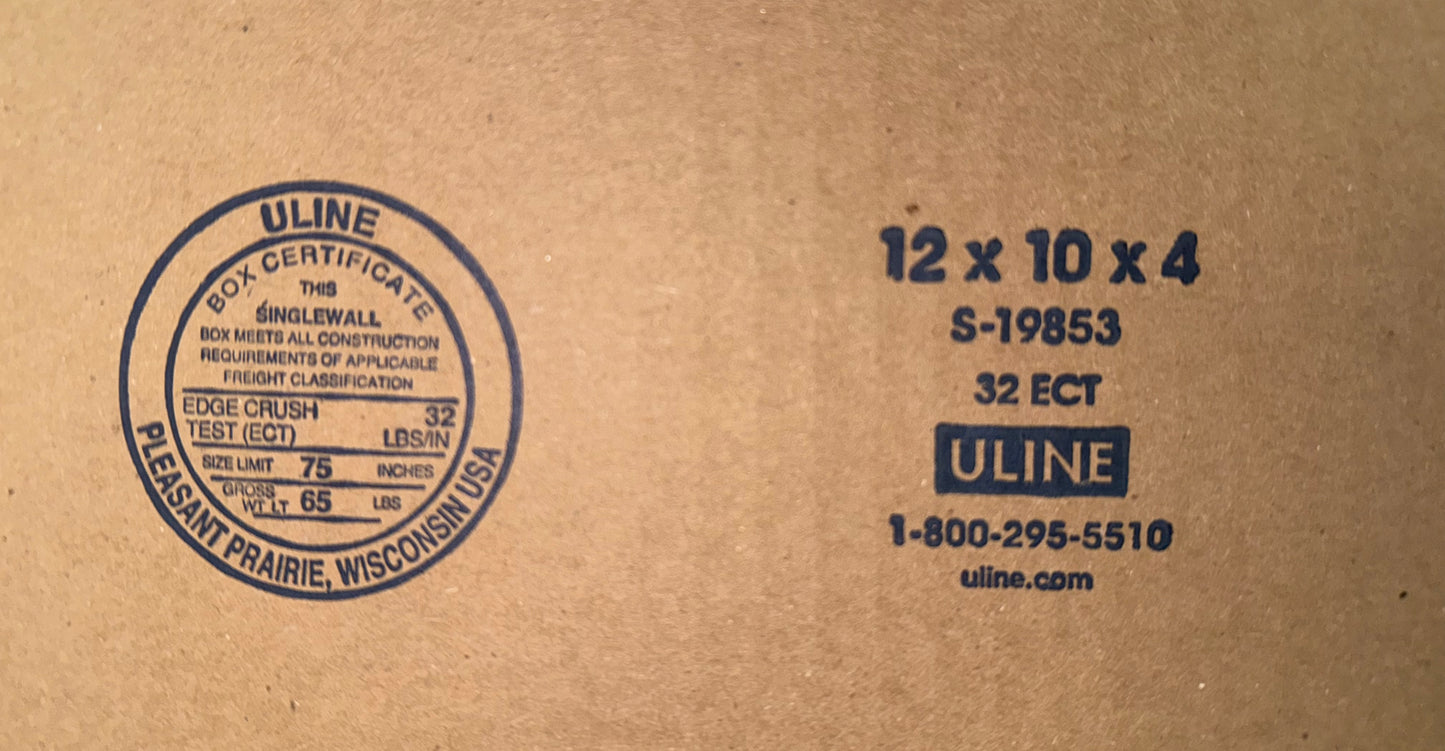 ULINE
BOX CERTIFICATE
THIS
SINGLEWALL
BOX MEETS ALL CONSTRUCTION
REQUIREMENTS OF APPLICABLE
FREIGHT CLASSIFICATION
EDGE CRUSH 32
TEST (ECT) LBS/IN
SIZE LIMIT 75 INCHES
GROSS
WT LT 65 LBS
PLEASANT PRAIRIE, WISCONSIN USA
12 x 10 x 4
S-19853
32 ECT
ULINE
1-800-295-5510
uline.com